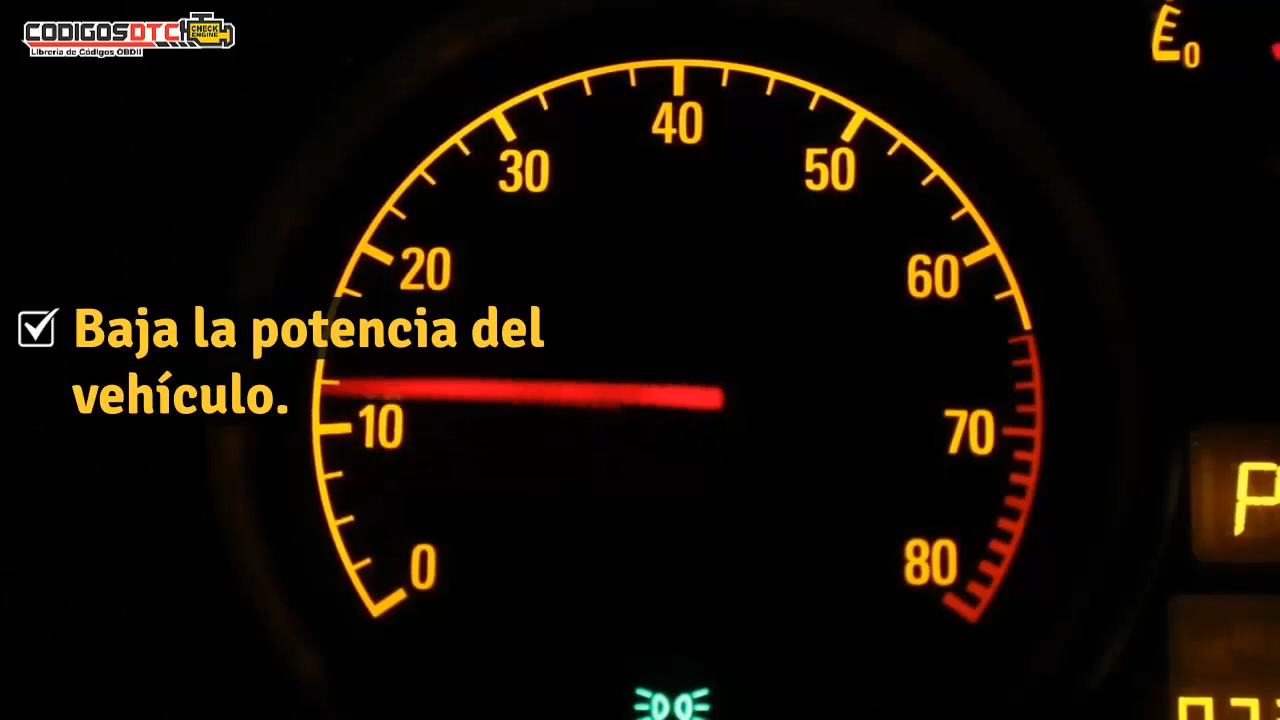 CODIGOSDTC
CHECK
ENGINE
Librería de Códigos OBDII
E0
40
30
50
20
60
Baja la potencia del
vehículo.
10
70
P
0
80